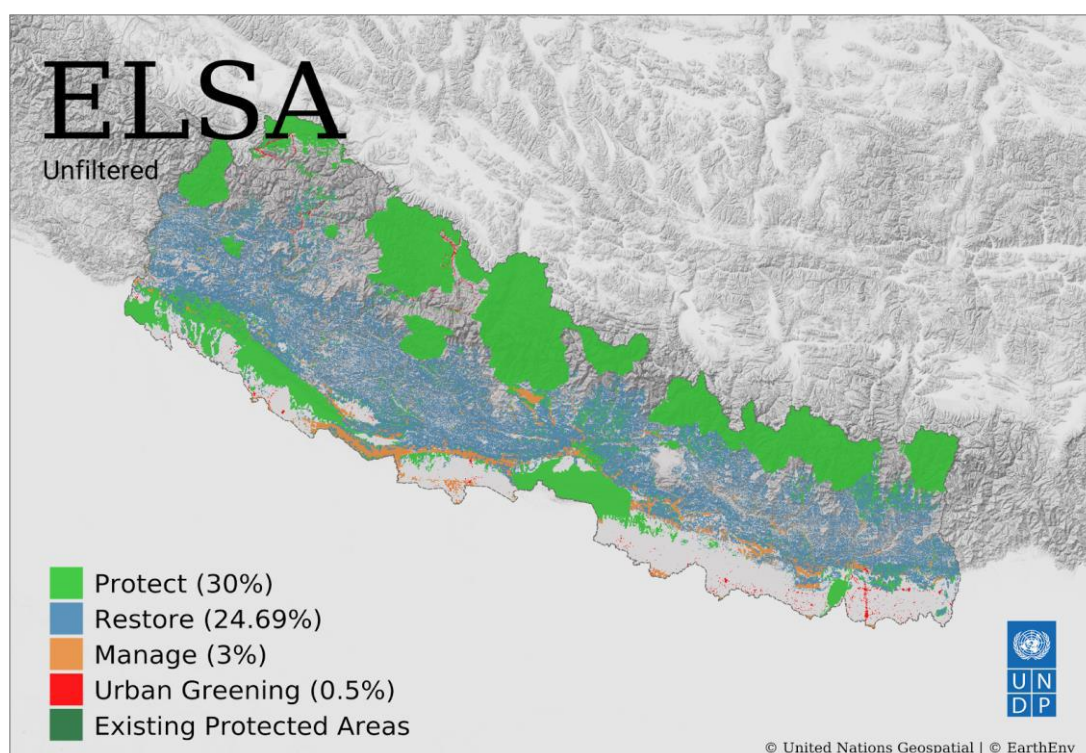 ELSA
Unfiltered
Protect (30%)
Restore (24.69%)
Manage (3%)
Urban Greening (0.5%)
Existing Protected Areas
U N
D P
© United Nations Geospatial | © EarthEnv